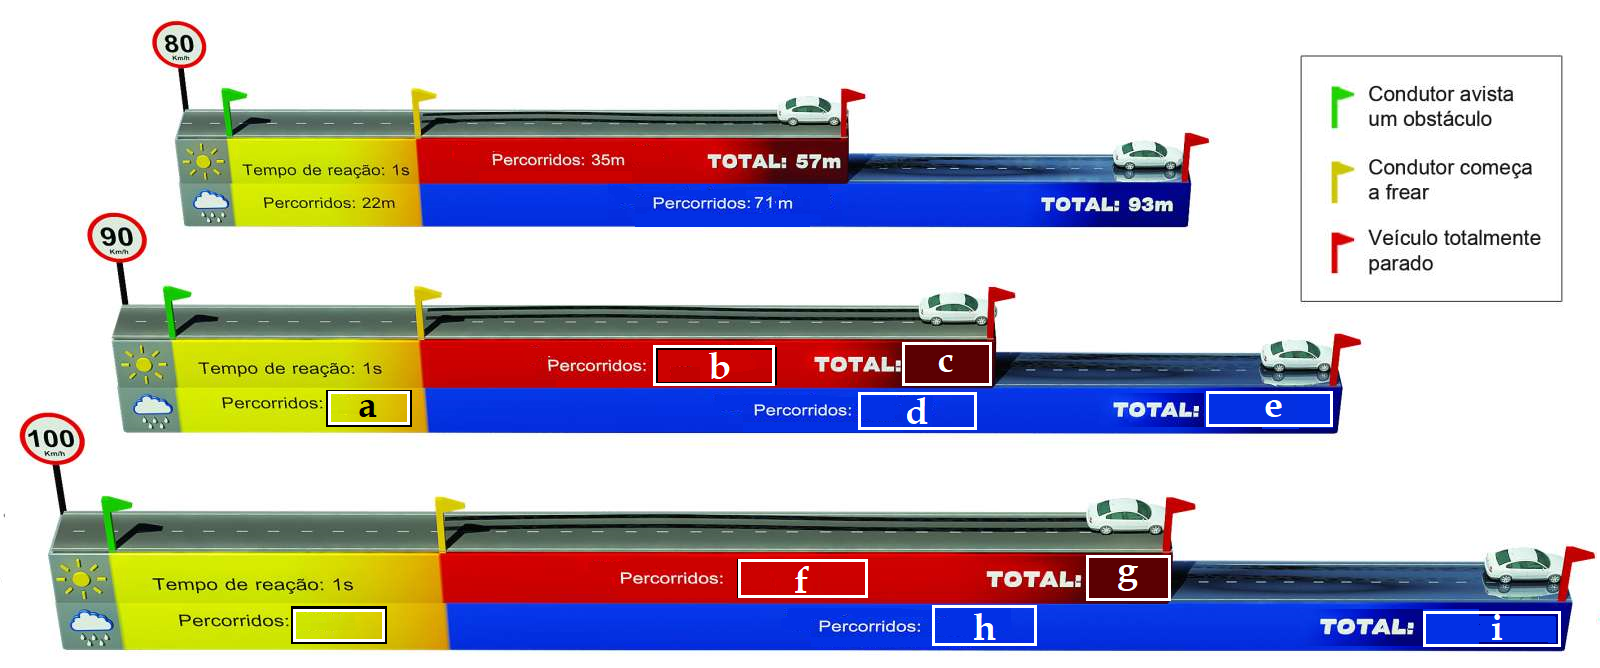 80
Km/h
Tempo de reação: 1s
Percorridos: 35m
TOTAL: 57m
Percorridos: 22m
Percorridos: 71 m
TOTAL: 93m
90
Km/h
Tempo de reação: 1s
Percorridos: b
TOTAL: c
Percorridos: a
Percorridos: d
TOTAL: e
100
Km/h
Tempo de reação: 1s
Percorridos: f
TOTAL: g
Percorridos:
Percorridos: h
TOTAL: i
Condutor avista
um obstáculo
Condutor começa
a frear
Veículo totalmente
parado